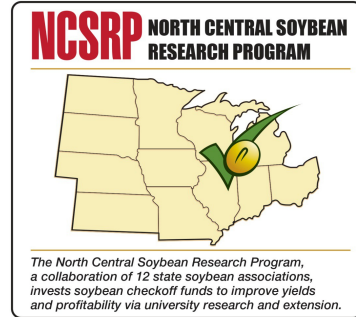 NCSRP NORTH CENTRAL SOYBEAN
RESEARCH PROGRAM
The North Central Soybean Research Program,
a collaboration of 12 state soybean associations,
invests soybean checkoff funds to improve yields
and profitability via university research and extension.